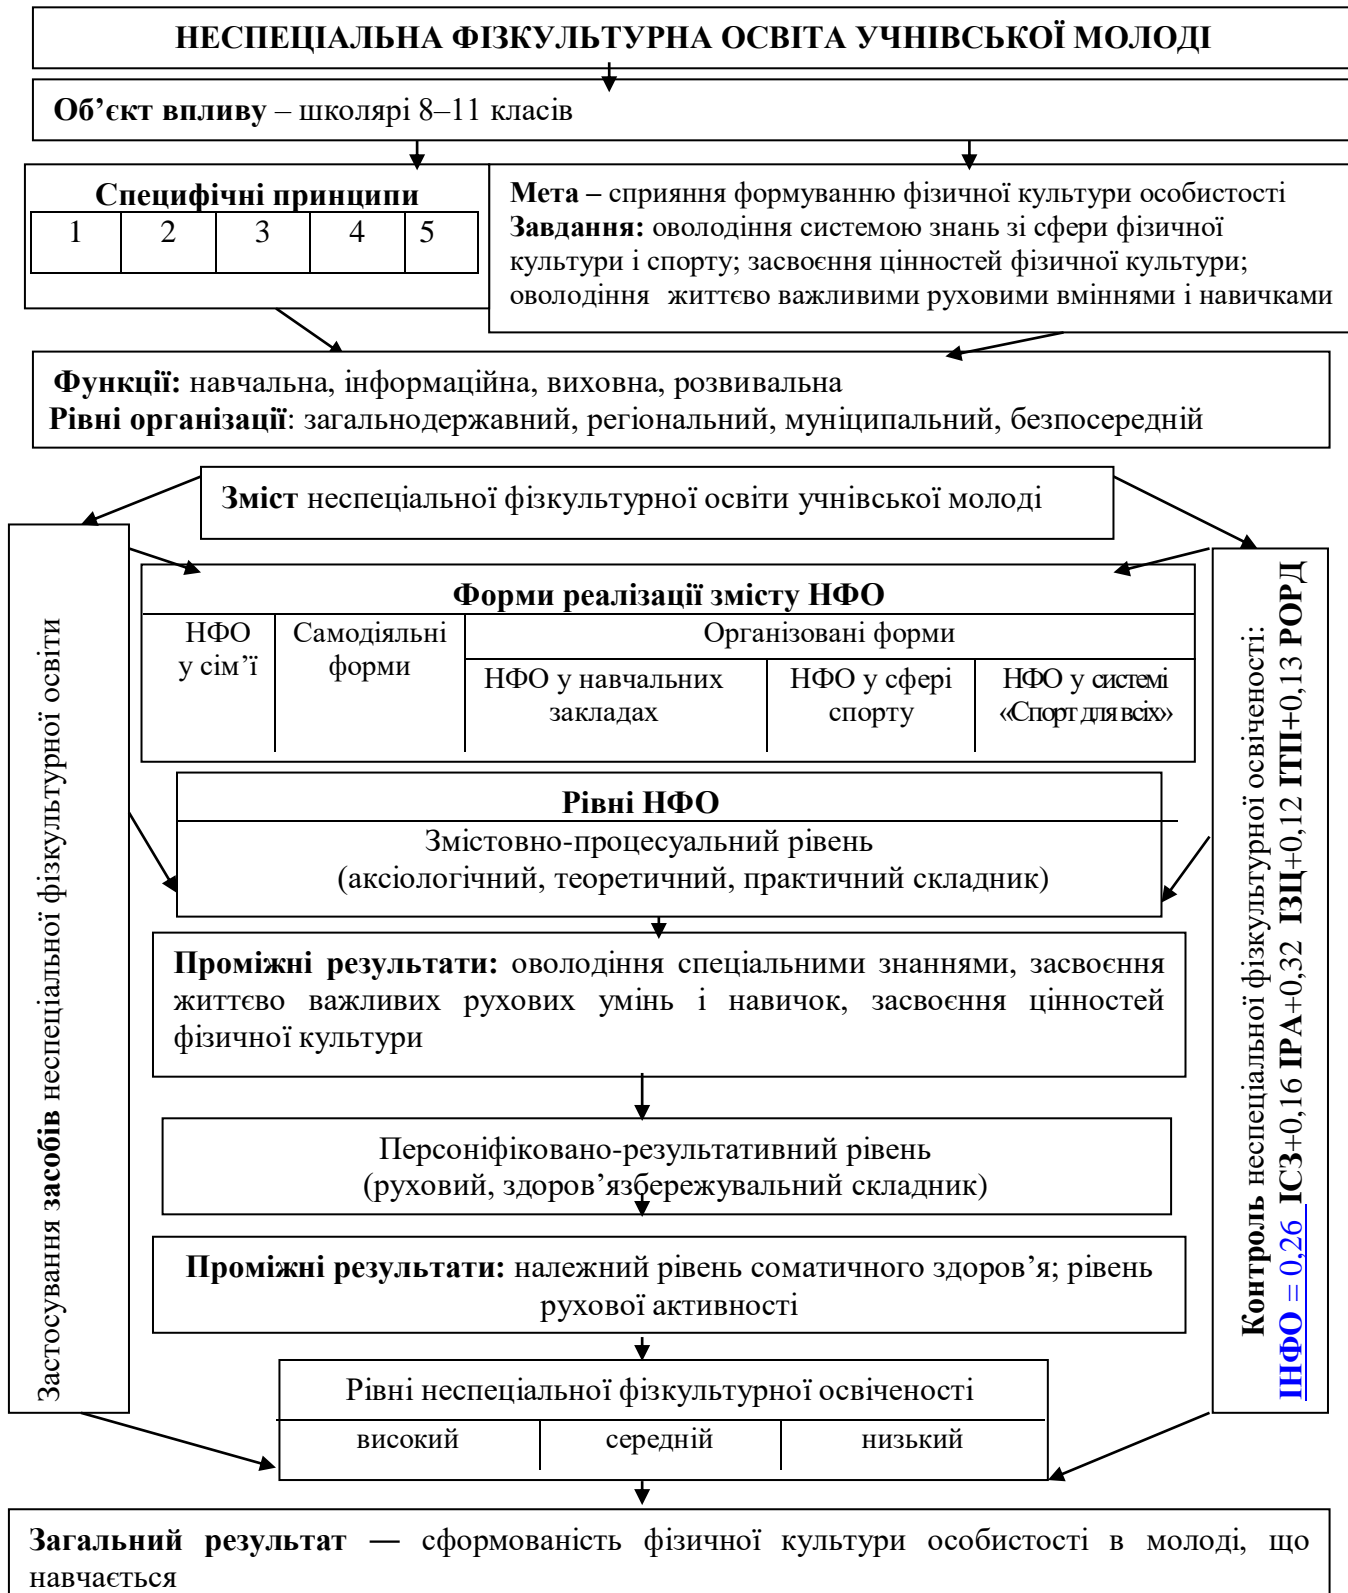 НЕСПЕЦІАЛЬНА ФІЗКУЛЬТУРНА ОСВІТА УЧНІВСЬКОЇ МОЛОДІ
Об’єкт впливу – школярі 8–11 класів
Специфічні принципи
1 2 3 4 5
Мета – сприяння формуванню фізичної культури особистості
Завдання: оволодіння системою знань зі сфери фізичної
культури і спорту; засвоєння цінностей фізичної культури;
оволодіння життєво важливими руховими вміннями і навичками
Функції: навчальна, інформаційна, виховна, розвивальна
Рівні організації: загальнодержавний, регіональний, муніципальний, безпосередній
Зміст неспеціальної фізкультурної освіти учнівської молоді
Застосування засобів неспеціальної фізкультурної освіти
Форми реалізації змісту НФО
НФО
у сім’ї
Самодіяльні
форми
Організовані форми
НФО у навчальних
закладах
НФО у сфері
спорту
НФО у системі
«Спорт для всіх»
Рівні НФО
Змістовно-процесуальний рівень
(аксіологічний, теоретичний, практичний складник)
Проміжні результати: оволодіння спеціальними знаннями, засвоєння
життєво важливих рухових умінь і навичок, засвоєння цінностей
фізичної культури
Персоніфіковано-результативний рівень
(руховий, здоров’язбережувальний складник)
Проміжні результати: належний рівень соматичного здоров’я; рівень
рухової активності
Рівні неспеціальної фізкультурної освіченості
високий середній низький
Контроль неспеціальної фізкультурної освіченості:
ІНФО = 0,26 ІСЗ+0,16 ІРА+0,32 ІЗЦ+0,12 ІТП+0,13 РОРД
Загальний результат — сформованість фізичної культури особистості в молоді, що
навчається